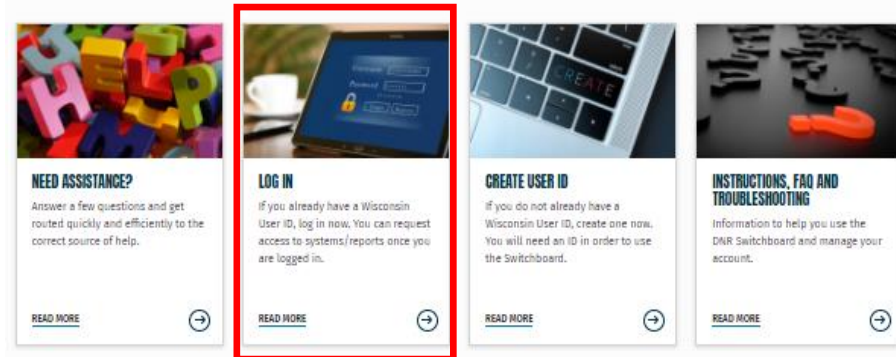 HELP
NEED ASSISTANCE?
Answer a few questions and get
routed quickly and efficiently to the
correct source of help.
READ MORE
Username
Password
LOG IN
If you already have a Wisconsin
User ID, log in now. You can request
access to systems/reports once you
are logged in.
READ MORE
CREATE
CREATE USER ID
If you do not already have a
Wisconsin User ID, create one now.
You will need an ID in order to use
the Switchboard.
READ MORE
?
INSTRUCTIONS, FAQ AND
TROUBLESHOOTING
Information to help you use the
DNR Switchboard and manage your
account.
READ MORE